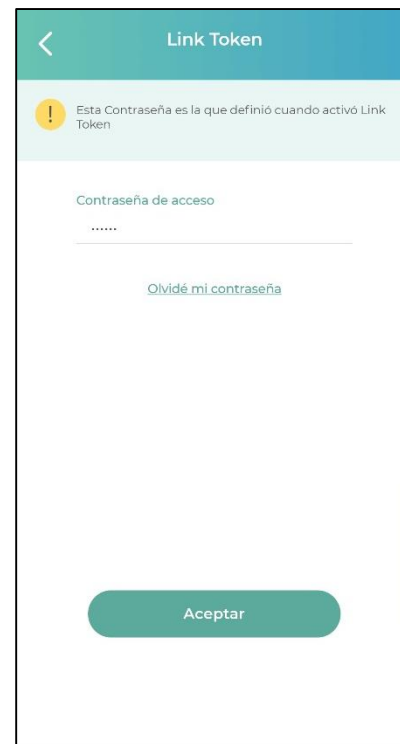 Link Token
Esta Contraseña es la que definió cuando activó Link
Token
Contraseña de acceso
......
Olvidé mi contraseña
Aceptar